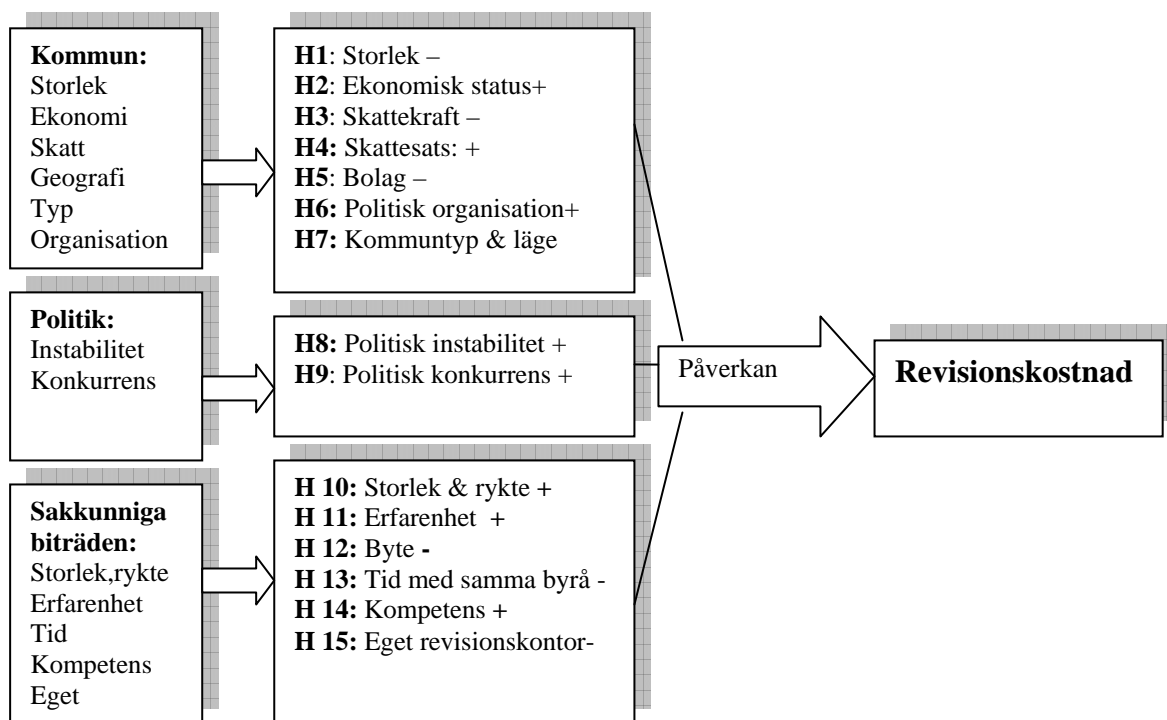 Kommun:
Storlek
Ekonomi
Skatt
Geografi
Typ
Organisation
H1: Storlek –
H2: Ekonomisk status+
H3: Skattekraft –
H4: Skattesats: +
H5: Bolag –
H6: Politisk organisation+
H7: Kommuntyp & läge
Politik:
Instabilitet
Konkurrens
H8: Politisk instabilitet +
H9: Politisk konkurrens +
Sakkunniga
biträden:
Storlek,rykte
Erfarenhet
Tid
Kompetens
Eget
H 10: Storlek & rykte +
H 11: Erfarenhet +
H 12: Byte -
H 13: Tid med samma byrå -
H 14: Kompetens +
H 15: Eget revisionskontor-
Påverkan
Revisionskostnad